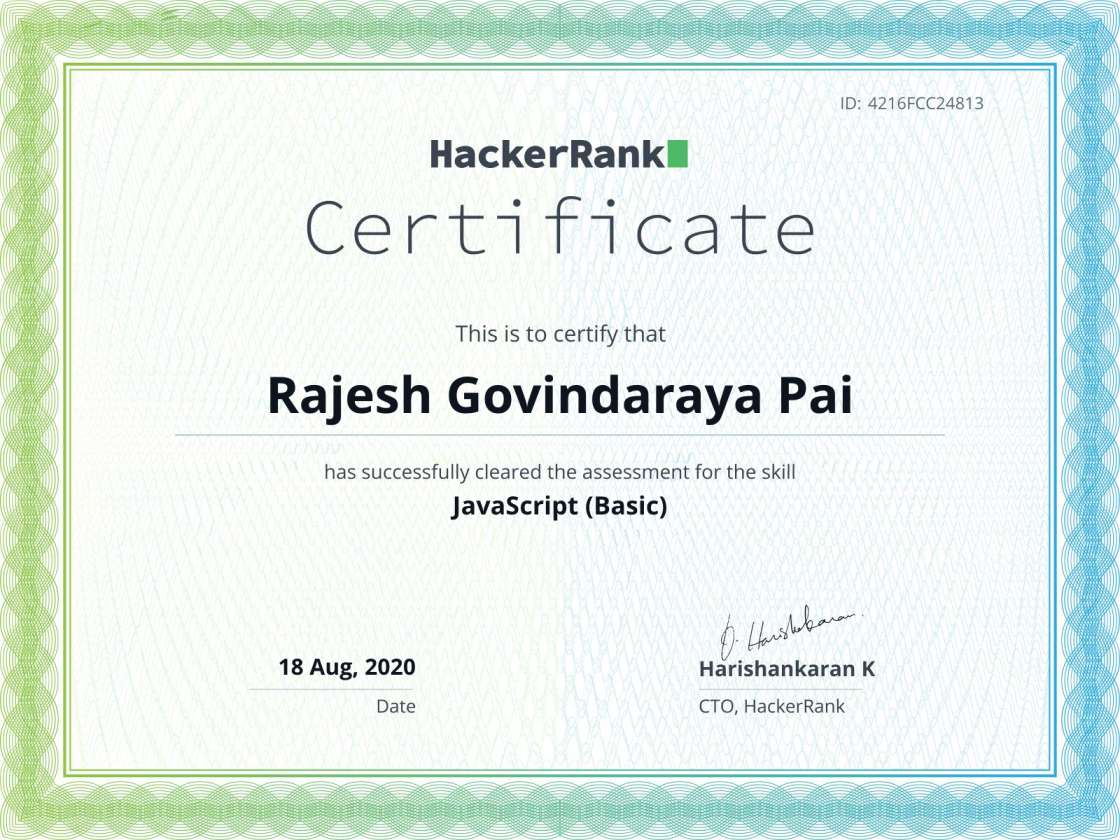 ID: 4216FCC24813
HackerRank
Certificate
This is to certify that
Rajesh Govindaraya Pai
has successfully cleared the assessment for the skill
JavaScript (Basic)
18 Aug, 2020
Date
Harishankaran K
CTO, HackerRank